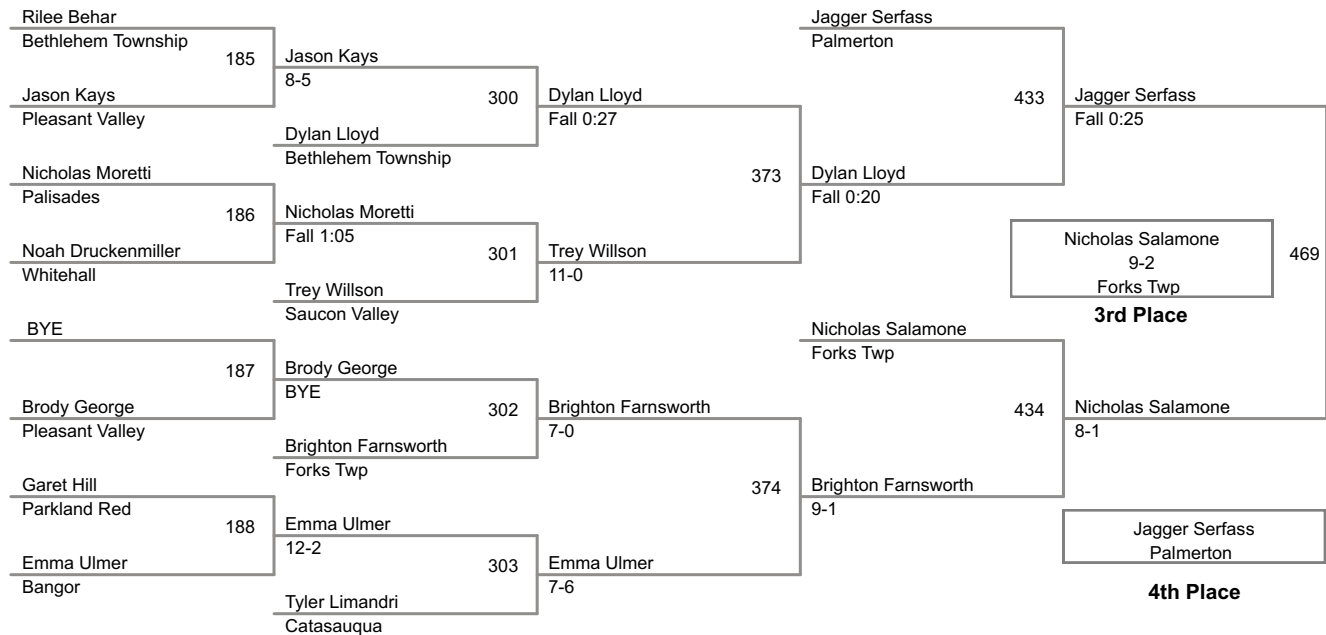 Rilee Behar
Bethlehem Township
185
Jason Kays
Pleasant Valley
Nicholas Moretti
Palisades
186
Noah Druckenmiller
Whitehall
BYE
187
Brody George
Pleasant Valley
Garet Hill
Parkland Red
188
Emma Ulmer
Bangor
Jason Kays
8-5
300
Dylan Lloyd
Bethlehem Township
Nicholas Moretti
Fall 1:05
301
Trey Willson
Saucon Valley
Brody George
BYE
302
Brighton Farnsworth
Forks Twp
Emma Ulmer
12-2
303
Tyler Limandri
Catasauqua
Dylan Lloyd
Fall 0:27
373
Trey Willson
11-0
Brighton Farnsworth
7-0
374
Emma Ulmer
7-6
Jagger Serfass
Palmerton
433
Dylan Lloyd
Fall 0:20
Nicholas Salamone
Forks Twp
434
Brighton Farnsworth
9-1
Jagger Serfass
Fall 0:25
469
Nicholas Salamone
8-1
Nicholas Salamone
9-2
Forks Twp
3rd Place
Jagger Serfass
Palmerton
4th Place